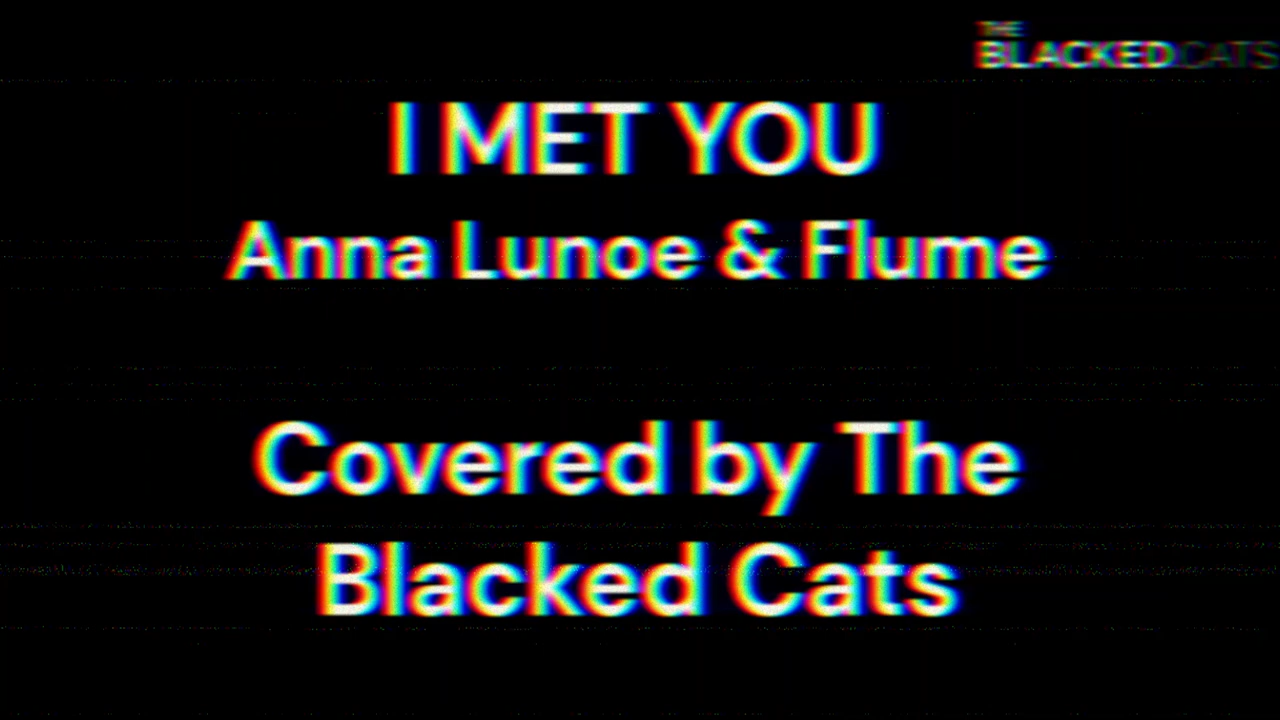 THE
BLACKEDCATS
I MET YOU
Anna Lunoe & Flume
Covered by The
Blacked Cats